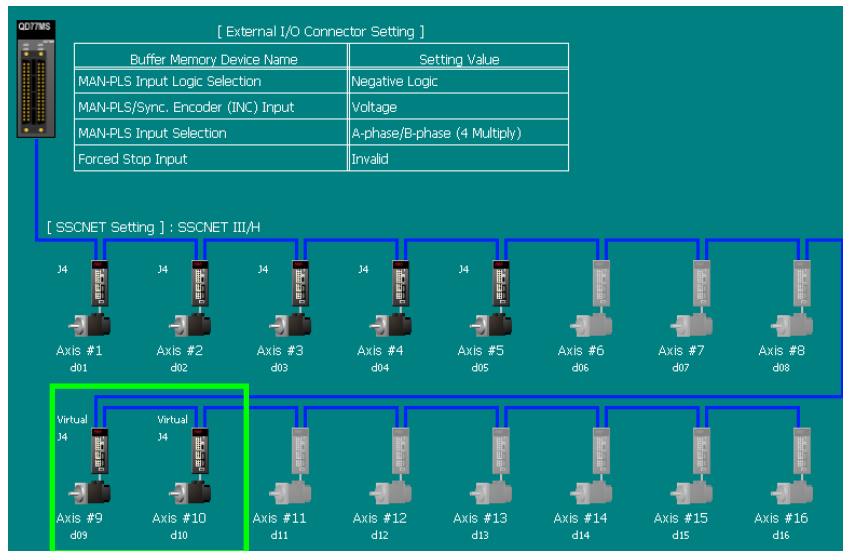 QD77MS
[ External I/O Connector Setting ]
Buffer Memory Device Name Setting Value
MAN-PLS Input Logic Selection Negative Logic
MAN-PLS/Sync. Encoder (INC) Input Voltage
MAN-PLS Input Selection A-phase/B-phase (4 Multiply)
Forced Stop Input Invalid
[ SSCNET Setting ] : SSCNET III/H
J4 J4 J4 J4 J4
Axis #1 Axis #2 Axis #3 Axis #4 Axis #5 Axis #6 Axis #7 Axis #8
d01 d02 d03 d04 d05 d06 d07 d08
Virtual Virtual
J4 J4
Axis #9 Axis #10 Axis #11 Axis #12 Axis #13 Axis #14 Axis #15 Axis #16
d09 d10 d11 d12 d13 d14 d15 d16